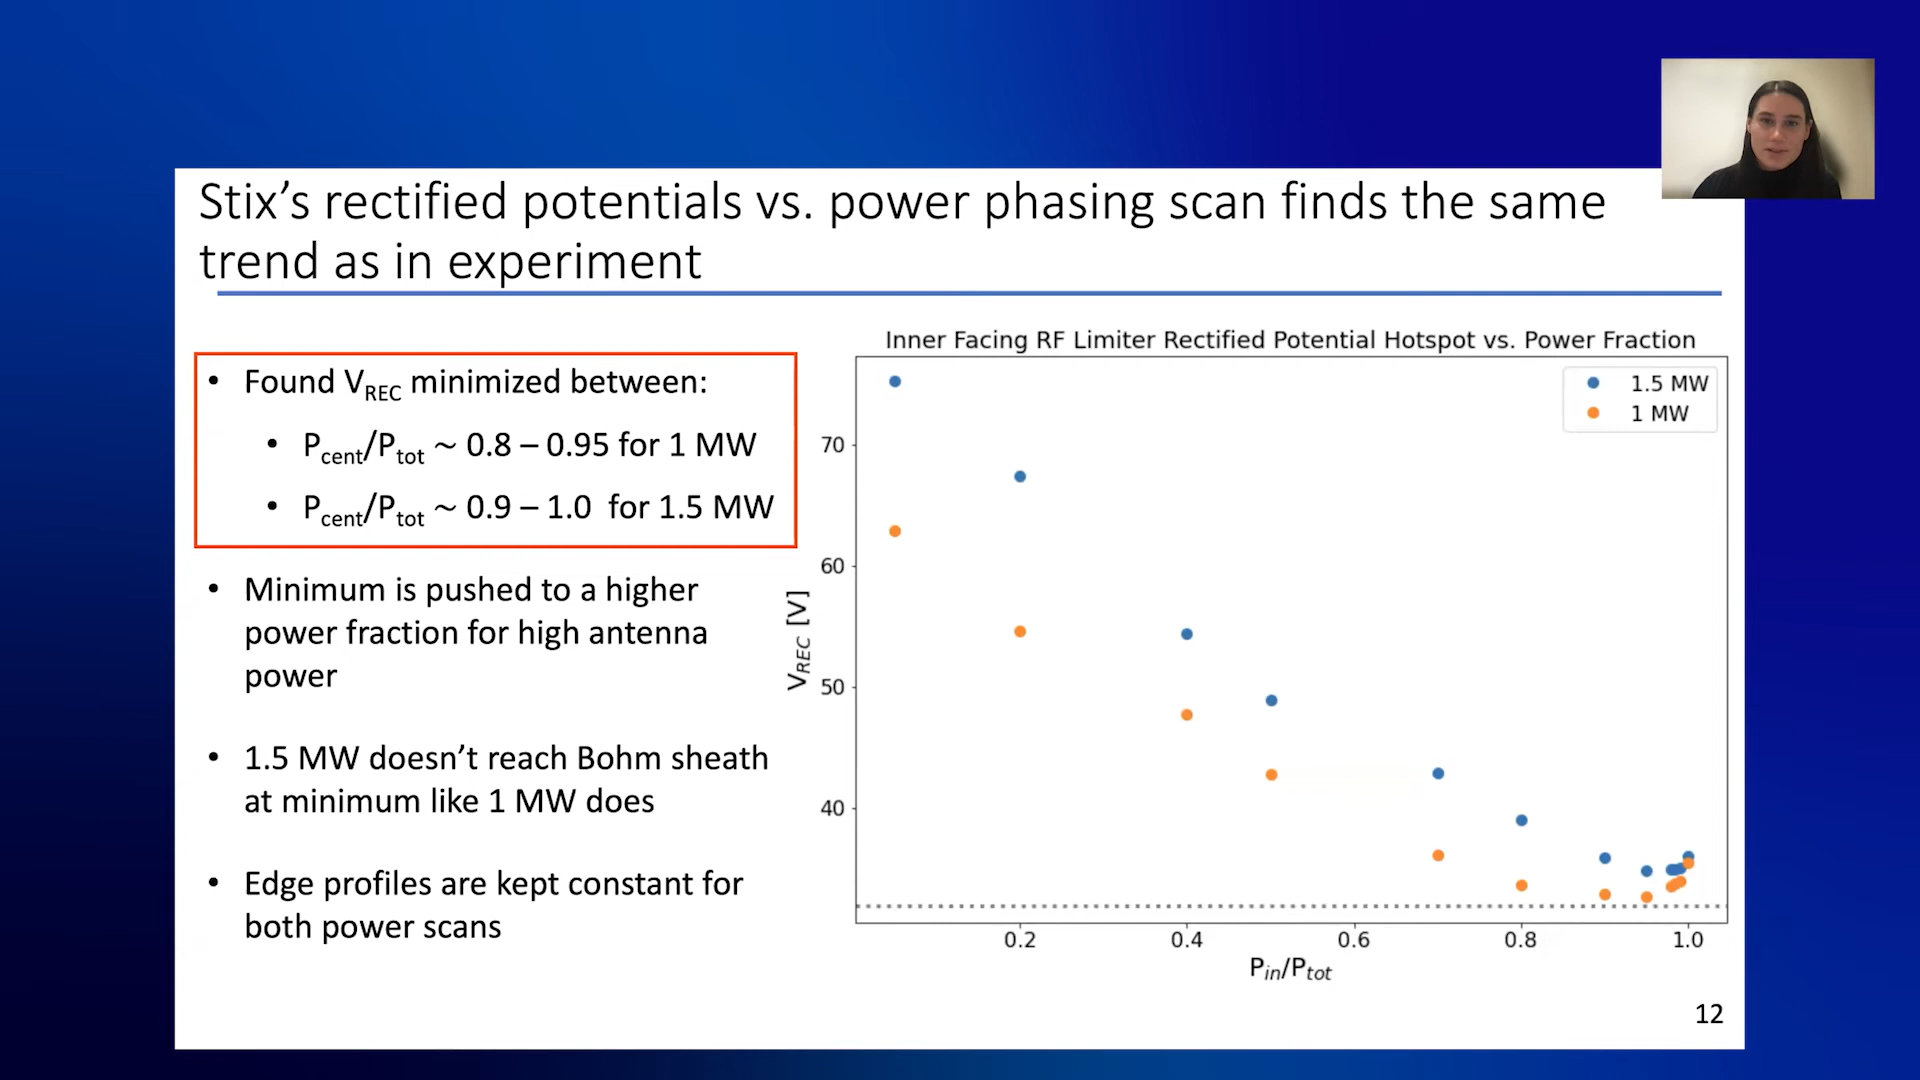 Stix’s rectified potentials vs. power phasing scan finds the same
trend as in experiment
• Found VREC minimized between:
• Pcent/Ptot ~ 0.8 – 0.95 for 1 MW
• Pcent/Ptot ~ 0.9 – 1.0 for 1.5 MW
• Minimum is pushed to a higher
power fraction for high antenna
power
• 1.5 MW doesn’t reach Bohm sheath
at minimum like 1 MW does
• Edge profiles are kept constant for
both power scans
Inner Facing RF Limiter Rectified Potential Hotspot vs. Power Fraction
1.5 MW
1 MW
70
60
50
40
VREC [V]
0.2 0.4 0.6 0.8 1.0
Pin/Ptot
12